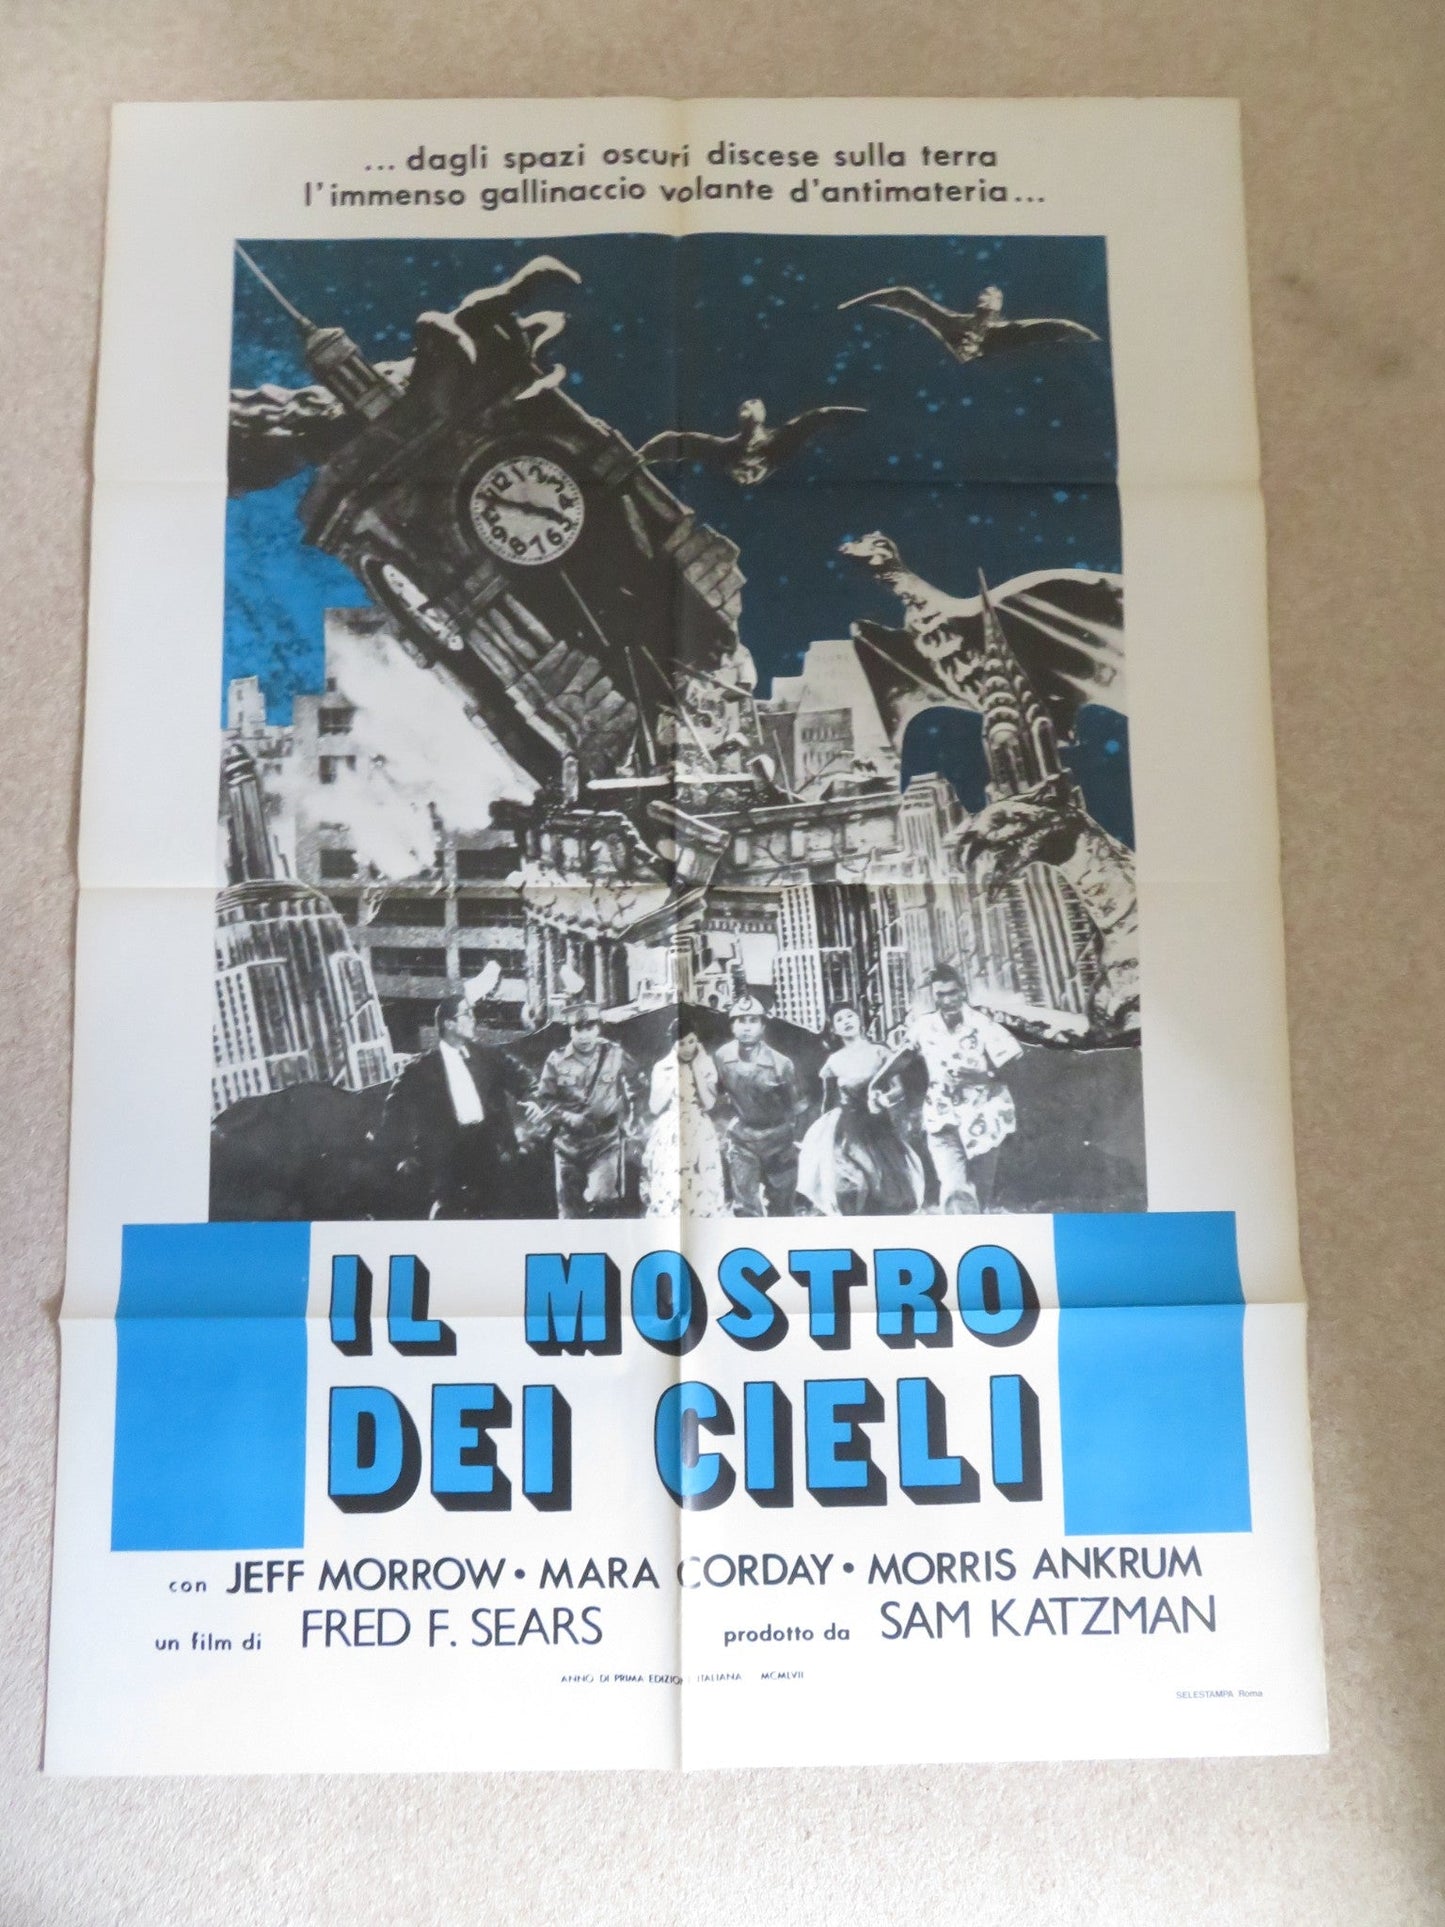 ... dagli spazi oscuri discese sulla terra
l'immenso gallinaccio volante d'antimateria...
IL MOSTRO
DEI CIELI
con JEFF MORROW • MARA CORDAY • MORRIS ANKRUM
un film di FRED F. SEARS prodotto da SAM KATZMAN
ANNO DI PRIMA EDIZIONE ITALIANA MCMLVII
SELESTAMPA Roma